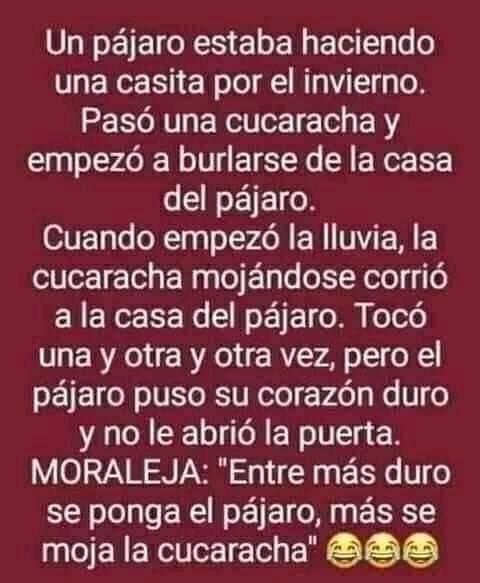 Un pájaro estaba haciendo
una casita por el invierno.
Pasó una cucaracha y
empezó a burlarse de la casa
del pájaro.
Cuando empezó la lluvia, la
cucaracha mojándose corrió
a la casa del pájaro. Tocó
una y otra y otra vez, pero el
pájaro puso su corazón duro
y no le abrió la puerta.
MORALEJA: "Entre más duro
se ponga el pájaro, más se
moja la cucaracha" 😂😂😂